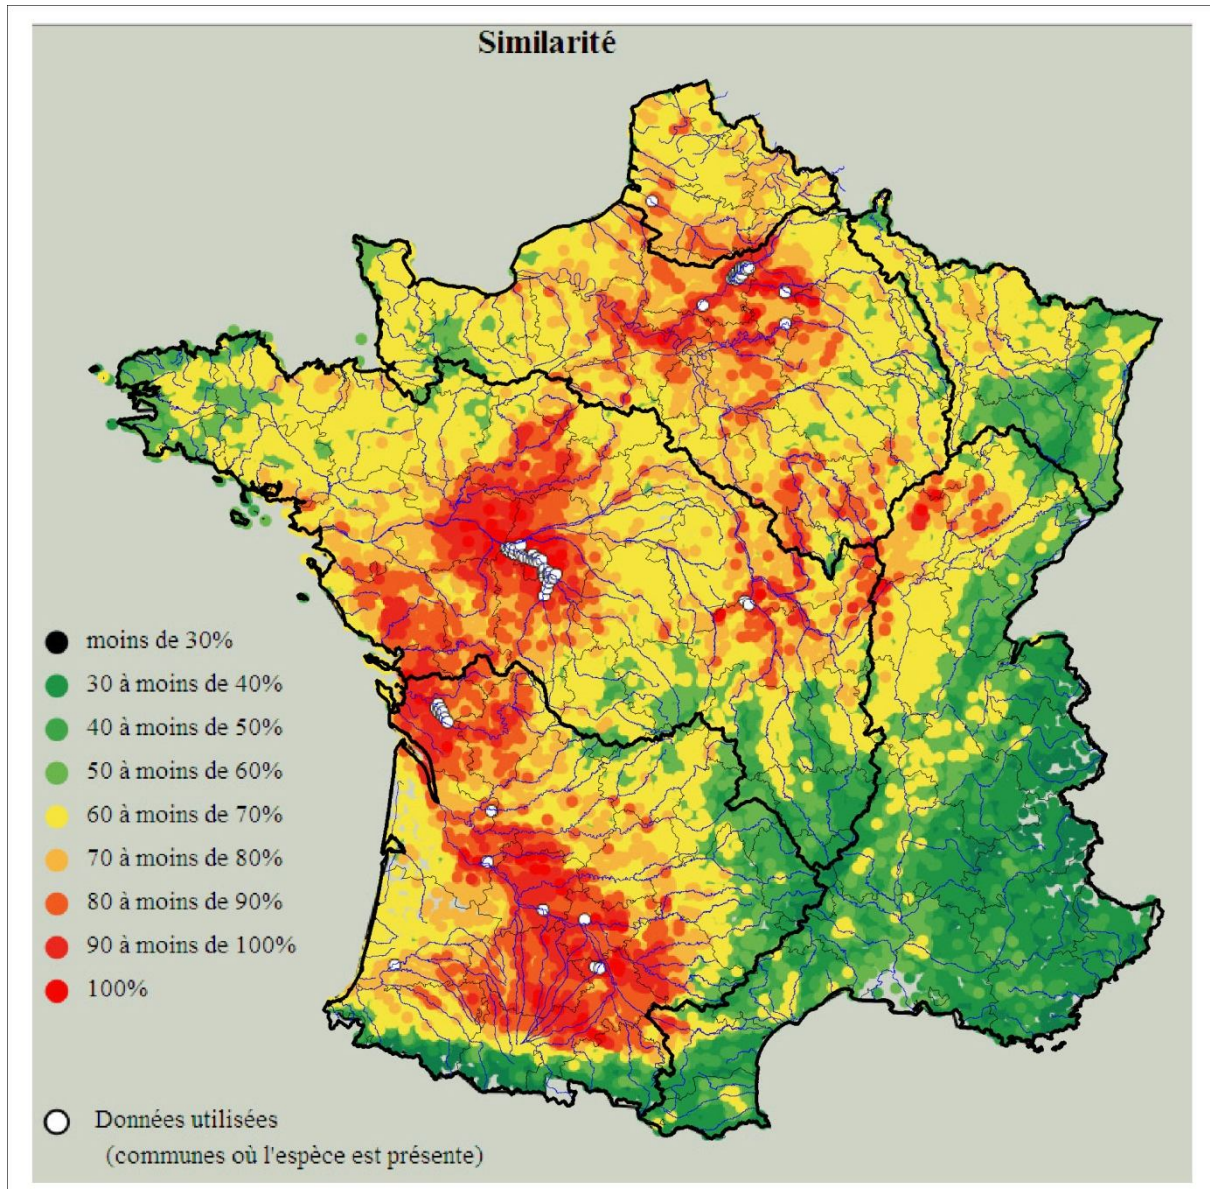 Similarité
moins de 30%
30 à moins de 40%
40 à moins de 50%
50 à moins de 60%
60 à moins de 70%
70 à moins de 80%
80 à moins de 90%
90 à moins de 100%
100%
Données utilisées
(communes où l'espèce est présente)